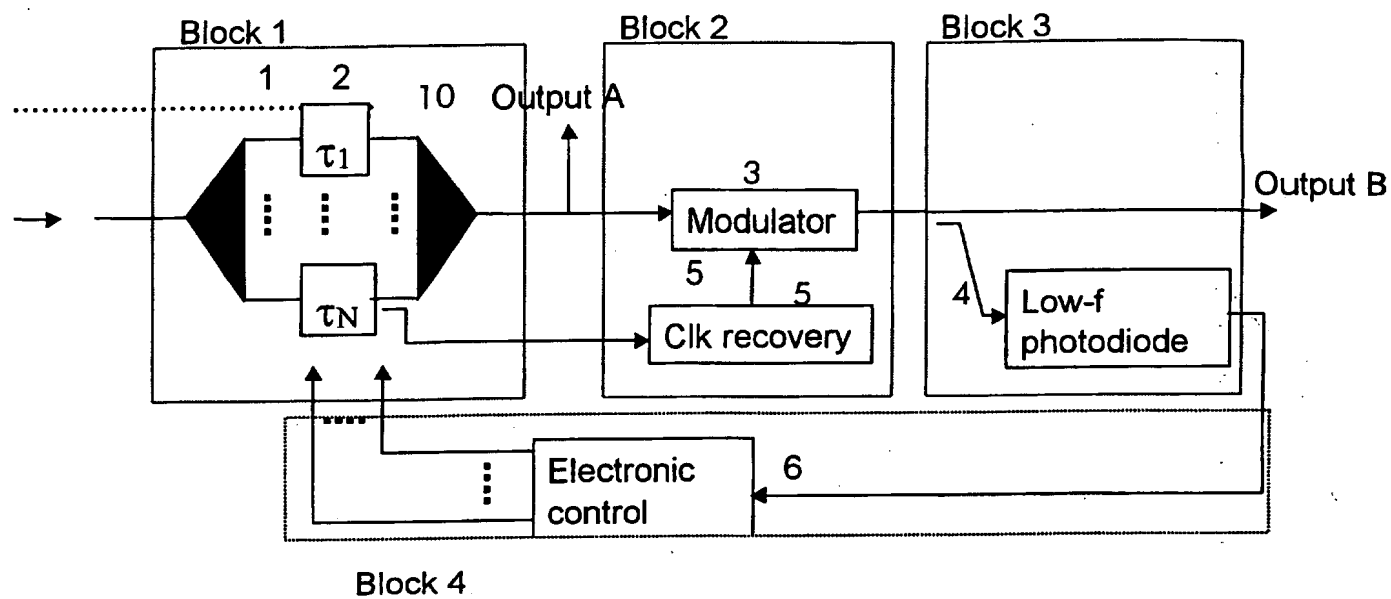 Block 1
Block 2
Block 3
1
2
10
Output A
τ1
3
Output B
Modulator
5
5
4
τN
Clk recovery
Low-f
photodiode
Electronic
control
6
Block 4